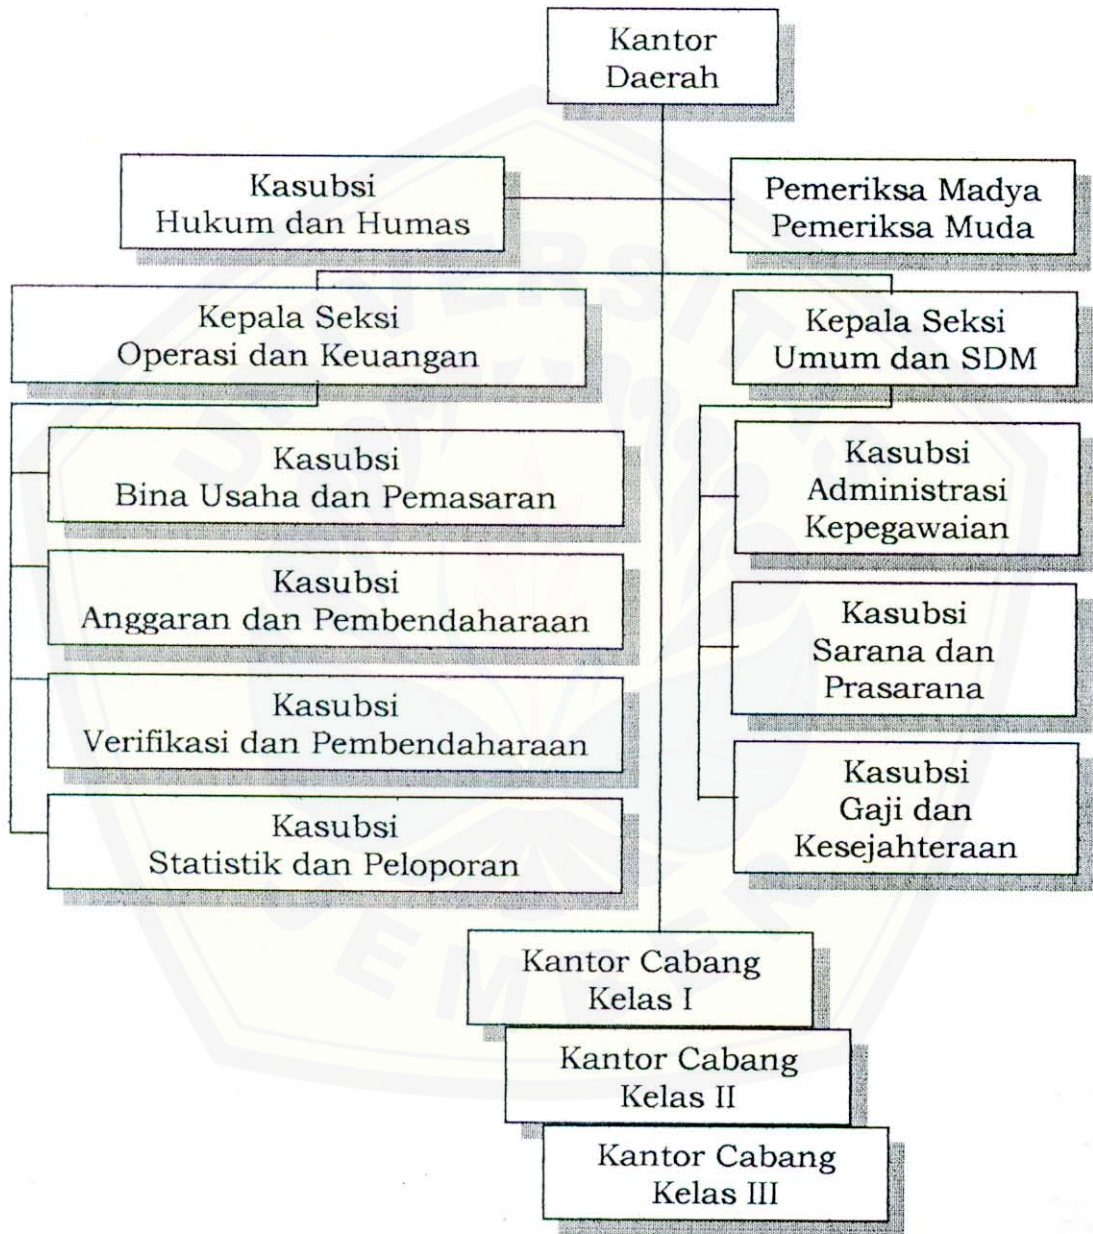 Kantor
Daerah
Kasubsi
Hukum dan Humas
Pemeriksa Madya
Pemeriksa Muda
Kepala Seksi
Operasi dan Keuangan
Kepala Seksi
Umum dan SDM
Kasubsi
Bina Usaha dan Pemasaran
Kasubsi
Anggaran dan Pembendaharaan
Kasubsi
Verifikasi dan Pembendaharaan
Kasubsi
Statistik dan Peloporan
Kasubsi
Administrasi
Kepegawaian
Kasubsi
Sarana dan
Prasarana
Kasubsi
Gaji dan
Kesejahteraan
Kantor Cabang
Kelas I
Kantor Cabang
Kelas II
Kantor Cabang
Kelas III
UNIVERSITAS
JEMBER